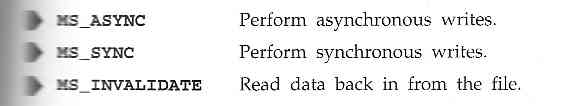 MS_ASYNC Perform asynchronous writes.
MS_SYNC Perform synchronous writes.
MS_INVALIDATE Read data back in from the file.